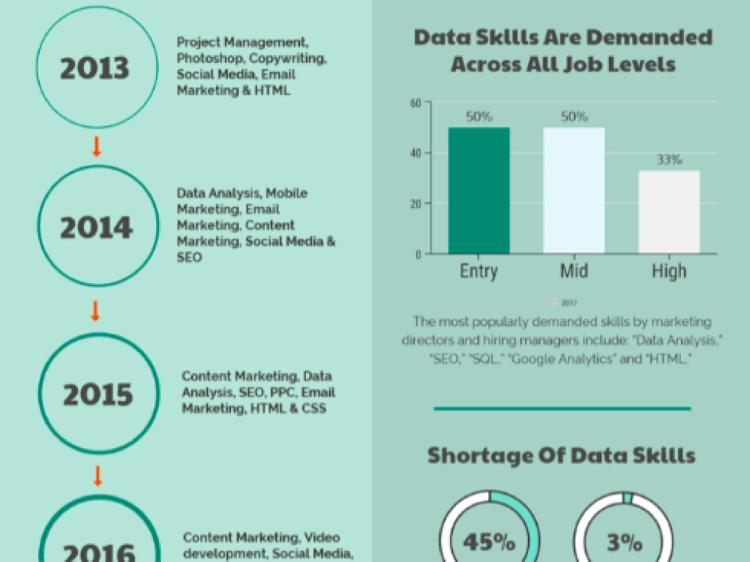 2013
Project Management,
Photoshop, Copywriting,
Social Media, Email
Marketing & HTML
2014
Data Analysis, Mobile
Marketing, Email
Marketing, Content
Marketing, Social Media &
SEO
2015
Content Marketing, Data
Analysis, SEO, PPC, Email
Marketing, HTML & CSS
2016
Content Marketing, Video
development, Social Media,
Data Skills Are Demanded
Across All Job Levels
60
40
20
0
50%
50%
33%
Entry
Mid
High
2017
The most popularly demanded skills by marketing
directors and hiring managers include: "Data Analysis,"
"SEO," "SQL," "Google Analytics" and "HTML."
Shortage Of Data Skills
45%
3%